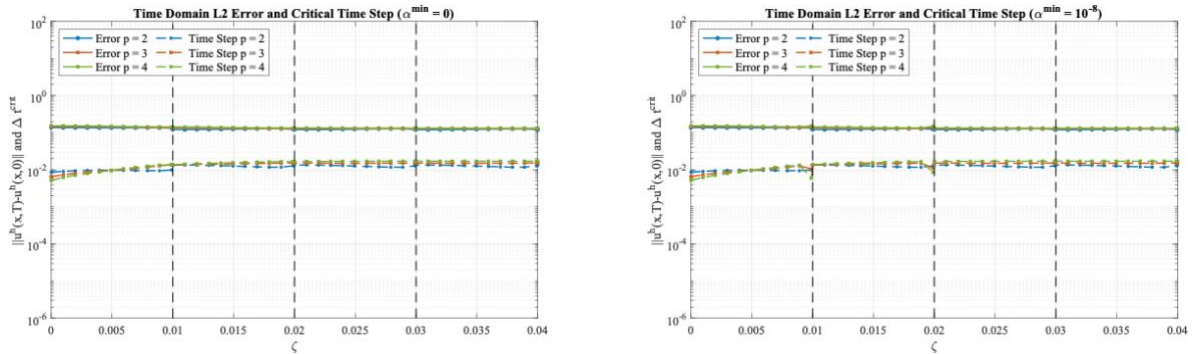 Time Domain L2 Error and Critical Time Step (α^min = 0)
10^2
10^0
10^-2
10^-4
10^-6
||u^h(x,T)-u^h(x,0)|| and Δ t^crit
Error p = 2
Error p = 3
Error p = 4
Time Step p = 2
Time Step p = 3
Time Step p = 4
0 0.005 0.01 0.015 0.02 0.025 0.03 0.035 0.04
ζ
Time Domain L2 Error and Critical Time Step (α^min = 10^-8)
10^2
10^0
10^-2
10^-4
10^-6
||u^h(x,T)-u^h(x,0)|| and Δ t^crit
Error p = 2
Error p = 3
Error p = 4
Time Step p = 2
Time Step p = 3
Time Step p = 4
0 0.005 0.01 0.015 0.02 0.025 0.03 0.035 0.04
ζ